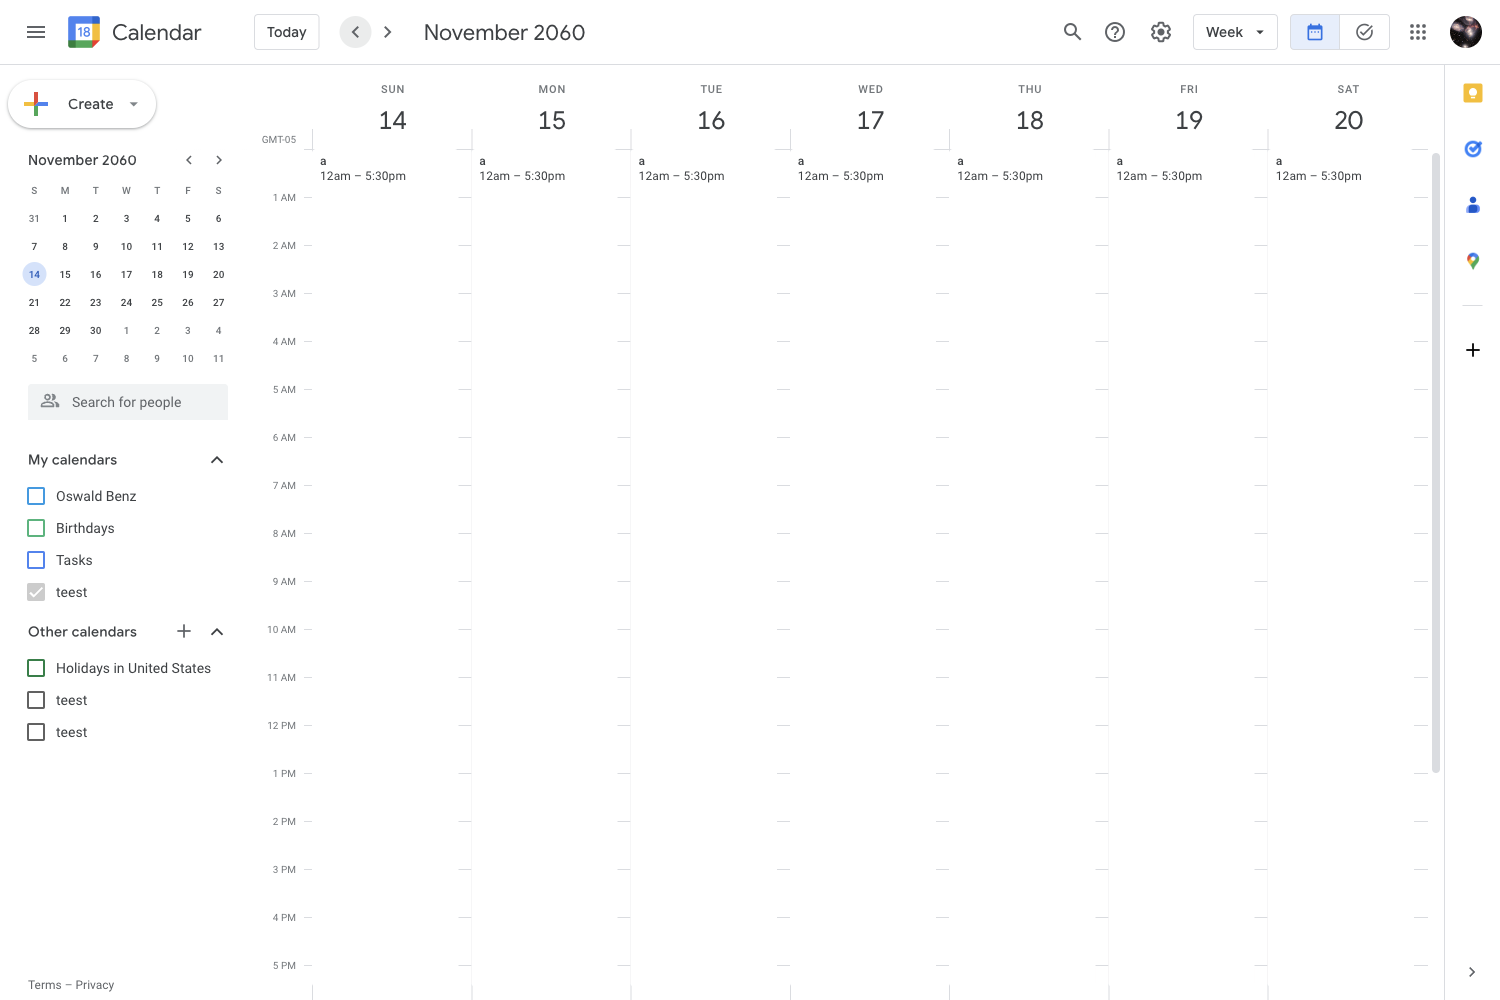 18 Calendar
Today
November 2060
Week
Create
SUN MON TUE WED THU FRI SAT
14 15 16 17 18 19 20
GMT-05
November 2060
S M T W T F S
31 1 2 3 4 5 6
7 8 9 10 11 12 13
14 15 16 17 18 19 20
21 22 23 24 25 26 27
28 29 30 1 2 3 4
5 6 7 8 9 10 11
Search for people
My calendars
Oswald Benz
Birthdays
Tasks
teest
Other calendars
Holidays in United States
teest
teest
Terms – Privacy
a a a a a a a
12am – 5:30pm 12am – 5:30pm 12am – 5:30pm 12am – 5:30pm 12am – 5:30pm 12am – 5:30pm 12am – 5:30pm
1 AM
2 AM
3 AM
4 AM
5 AM
6 AM
7 AM
8 AM
9 AM
10 AM
11 AM
12 PM
1 PM
2 PM
3 PM
4 PM
5 PM